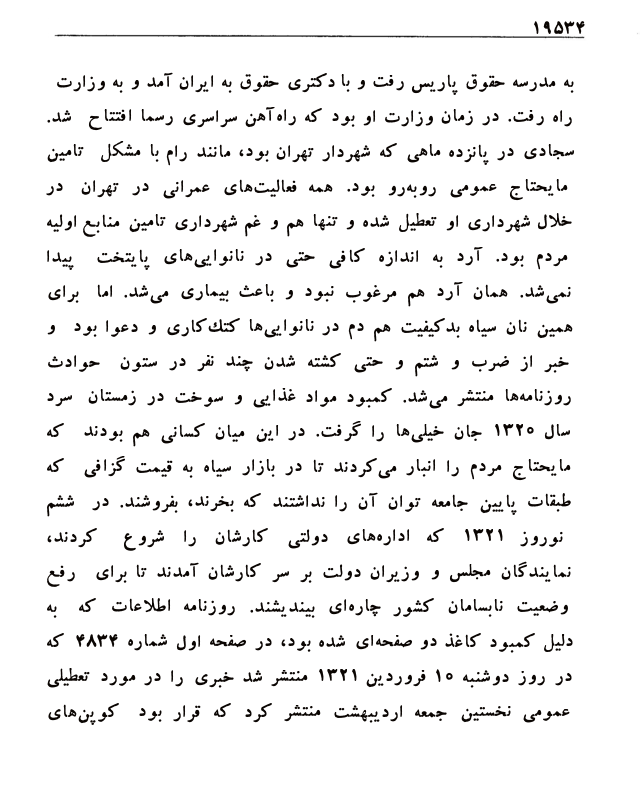 ۱۹۵۳۴
به مدرسه حقوق پاریس رفت و با دکتری حقوق به ایران آمد و به وزارت
راه رفت. در زمان وزارت او بود که راه‌آهن سراسری رسما افتتاح شد.
سجادی در پانزده ماهی که شهردار تهران بود، مانند رام با مشکل تامین
مایحتاج عمومی روبه‌رو بود. همه فعالیت‌های عمرانی در تهران در
خلال شهرداری او تعطیل شده و تنها هم و غم شهرداری تامین منابع اولیه
مردم بود. آرد به اندازه کافی حتی در نانوایی‌های پایتخت پیدا
نمی‌شد. همان آرد هم مرغوب نبود و باعث بیماری می‌شد. اما برای
همین نان سیاه بدکیفیت هم دم در نانوایی‌ها کتك‌کاری و دعوا بود و
خبر از ضرب و شتم و حتی کشته شدن چند نفر در ستون حوادث
روزنامه‌ها منتشر می‌شد. کمبود مواد غذایی و سوخت در زمستان سرد
سال ۱۳۲۰ جان خیلی‌ها را گرفت. در این میان کسانی هم بودند که
مایحتاج مردم را انبار می‌کردند تا در بازار سیاه به قیمت گزافی که
طبقات پایین جامعه توان آن را نداشتند که بخرند، بفروشند. در ششم
نوروز ۱۳۲۱ که اداره‌های دولتی کارشان را شروع کردند،
نمایندگان مجلس و وزیران دولت بر سر کارشان آمدند تا برای رفع
وضعیت نابسامان کشور چاره‌ای بیندیشند. روزنامه اطلاعات که به
دلیل کمبود کاغذ دو صفحه‌ای شده بود، در صفحه اول شماره ۴۸۳۴ که
در روز دوشنبه ۱۰ فروردین ۱۳۲۱ منتشر شد خبری را در مورد تعطیلی
عمومی نخستین جمعه اردیبهشت منتشر کرد که قرار بود کوپن‌های